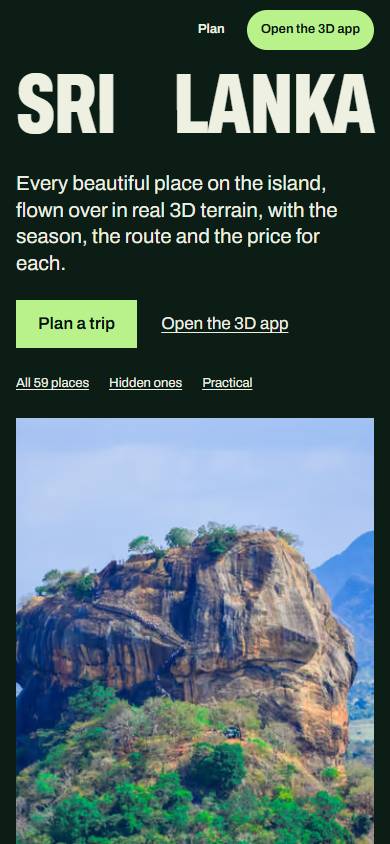 Plan
Open the 3D app
SRI LANKA
Every beautiful place on the island,
flown over in real 3D terrain, with the
season, the route and the price for
each.
Plan a trip
Open the 3D app
All 59 places
Hidden ones
Practical